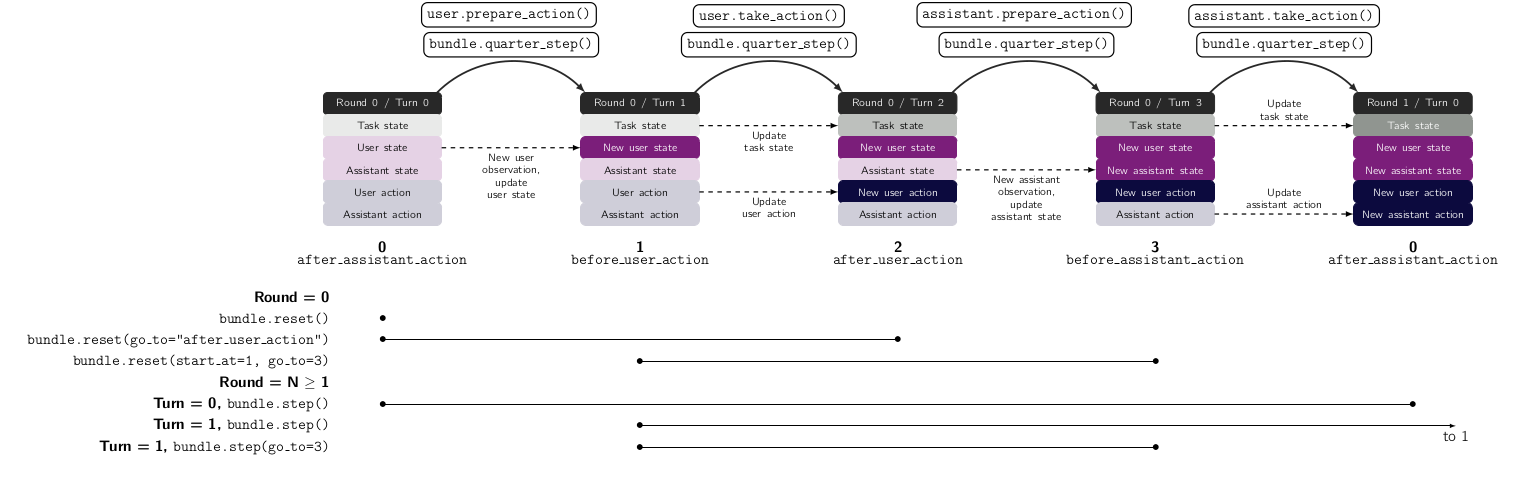 user.prepare_action()
bundle.quarter_step()
user.take_action()
bundle.quarter_step()
assistant.prepare_action()
bundle.quarter_step()
assistant.take_action()
bundle.quarter_step()
Round 0 / Turn 0
Task state
User state
Assistant state
User action
Assistant action
0
after_assistant_action
New user
observation,
update
user state
Round 0 / Turn 1
Task state
New user state
Assistant state
User action
Assistant action
1
before_user_action
Update
task state
Update
user action
Round 0 / Turn 2
Task state
New user state
Assistant state
New user action
Assistant action
2
after_user_action
New assistant
observation,
update
assistant state
Round 0 / Turn 3
Task state
New user state
New assistant state
New user action
Assistant action
3
before_assistant_action
Update
task state
Update
assistant action
Round 1 / Turn 0
Task state
New user state
New assistant state
New user action
New assistant action
0
after_assistant_action
Round = 0
bundle.reset()
bundle.reset(go_to="after_user_action")
bundle.reset(start_at=1, go_to=3)
Round = N ≥ 1
Turn = 0, bundle.step()
Turn = 1, bundle.step()
to 1
Turn = 1, bundle.step(go_to=3)